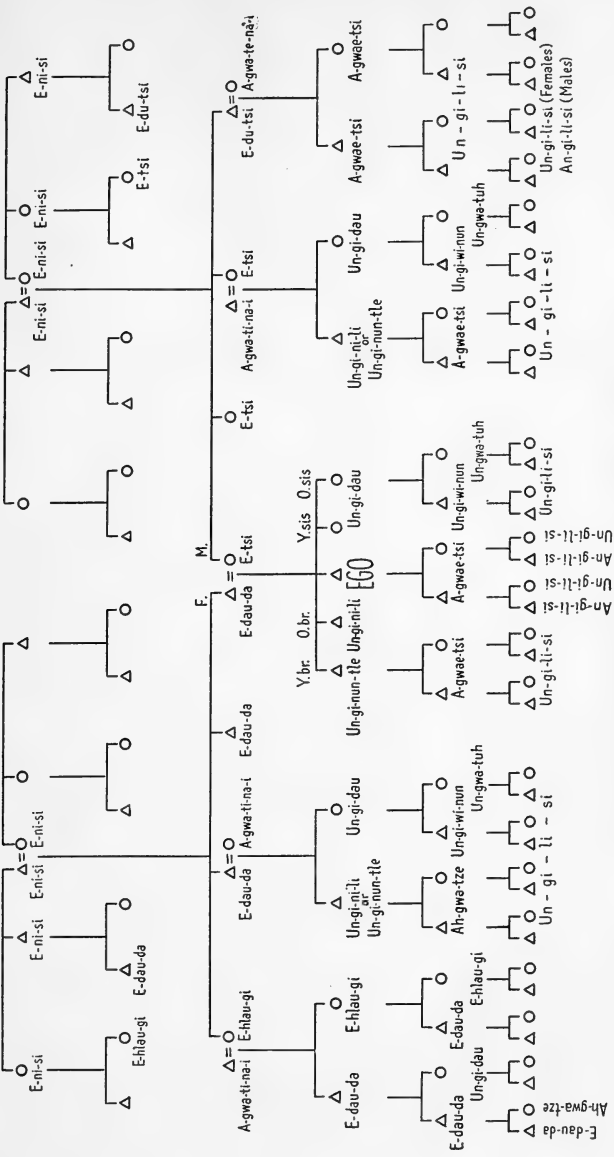 E-ni-si E-ni-si E-ni-si E-ni-si E-ni-si E-ni-si E-ni-si E-ni-si
E-hlau-gi E-dau-da E-tsi E-du-tsi
F. M.
A-gwa-ti-na-i E-hlau-gi E-dau-da A-gwa-ti-na-i E-dau-da E-dau-da E-tsi E-tsi A-gwa-ti-na-i E-tsi E-du-tsi A-gwa-te-na-i
Y.br. O.br. Y.sis O.sis
E-dau-da E-hlau-gi Un-gi-ni-li or Un-gi-nun-tle Un-gi-dau Un-gi-nun-tle Un-gi-ni-li EGO Un-gi-dau Un-gi-ni-li or Un-gi-nun-tle Un-gi-dau A-gwae-tsi A-gwae-tsi
E-dau-da E-dau-da Ah-gwa-tze Un-gi-wi-nun A-gwae-tsi A-gwae-tsi Un-gi-wi-nun A-gwae-tsi Un-gi-wi-nun Un-gi-li-si
Un-gi-dau E-hlau-gi Un-gwa-tuh Un-gwa-tuh Un-gwa-tuh
E-dau-da Ah-gwa-tze Un-gi-li-si Un-gi-li-si An-gi-li-si Un-gi-li-si An-gi-li-si Un-gi-li-si Un-gi-li-si Un-gi-li-si Un-gi-li-si (Females)
An-gi-li-si (Males)